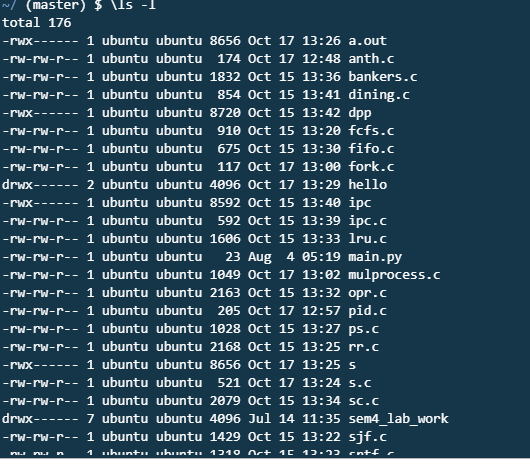 ~/ (master) $ \ls -l
total 176
-rwx------ 1 ubuntu ubuntu 8656 Oct 17 13:26 a.out
-rw-rw-r-- 1 ubuntu ubuntu  174 Oct 17 12:48 anth.c
-rw-rw-r-- 1 ubuntu ubuntu 1832 Oct 15 13:36 bankers.c
-rw-rw-r-- 1 ubuntu ubuntu  854 Oct 15 13:41 dining.c
-rwx------ 1 ubuntu ubuntu 8720 Oct 15 13:42 dpp
-rw-rw-r-- 1 ubuntu ubuntu  910 Oct 15 13:20 fcfs.c
-rw-rw-r-- 1 ubuntu ubuntu  675 Oct 15 13:30 fifo.c
-rw-rw-r-- 1 ubuntu ubuntu  117 Oct 17 13:00 fork.c
drwx------ 2 ubuntu ubuntu 4096 Oct 17 13:29 hello
-rwx------ 1 ubuntu ubuntu 8592 Oct 15 13:40 ipc
-rw-rw-r-- 1 ubuntu ubuntu  592 Oct 15 13:39 ipc.c
-rw-rw-r-- 1 ubuntu ubuntu 1606 Oct 15 13:33 lru.c
-rw-rw-r-- 1 ubuntu ubuntu   23 Aug  4 05:19 main.py
-rw-rw-r-- 1 ubuntu ubuntu 1049 Oct 17 13:02 mulprocess.c
-rw-rw-r-- 1 ubuntu ubuntu 2163 Oct 15 13:32 opr.c
-rw-rw-r-- 1 ubuntu ubuntu  205 Oct 17 12:57 pid.c
-rw-rw-r-- 1 ubuntu ubuntu 1028 Oct 15 13:27 ps.c
-rw-rw-r-- 1 ubuntu ubuntu 2168 Oct 15 13:25 rr.c
-rwx------ 1 ubuntu ubuntu 8656 Oct 17 13:25 s
-rw-rw-r-- 1 ubuntu ubuntu  521 Oct 17 13:24 s.c
-rw-rw-r-- 1 ubuntu ubuntu 2079 Oct 15 13:34 sc.c
drwx------ 7 ubuntu ubuntu 4096 Jul 14 11:35 sem4_lab_work
-rw-rw-r-- 1 ubuntu ubuntu 1429 Oct 15 13:22 sjf.c
-rw-rw-r-- 1 ubuntu ubuntu 1318 Oct 15 13:23